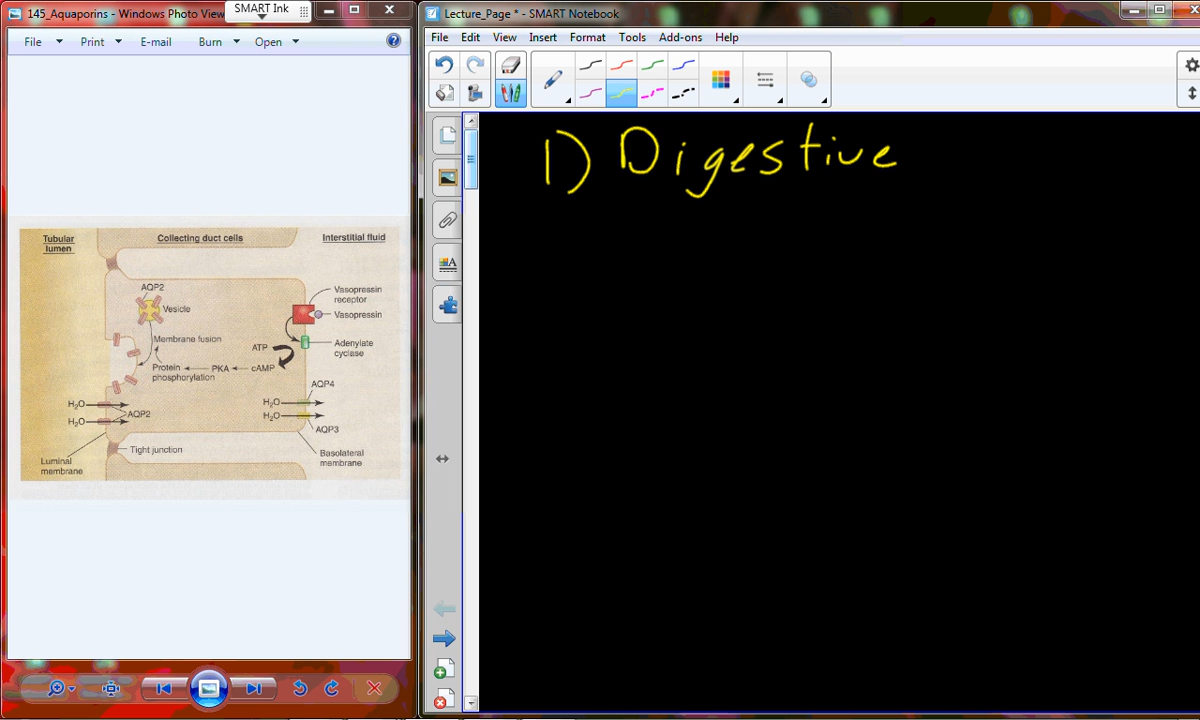 145_Aquaporins - Windows Photo View
SMART Ink
File Print E-mail Burn Open
Tubular
lumen
Collecting duct cells
Interstitial fluid
AQP2
Vesicle
Vasopressin
receptor
Vasopressin
Membrane fusion
ATP
Adenylate
cyclase
Protein
phosphorylation
PKA
cAMP
AQP4
H₂O
H₂O
AQP2
H₂O
H₂O
AQP3
Tight junction
Luminal
membrane
Basolateral
membrane
Lecture_Page * - SMART Notebook
File Edit View Insert Format Tools Add-ons Help
1) Digestive